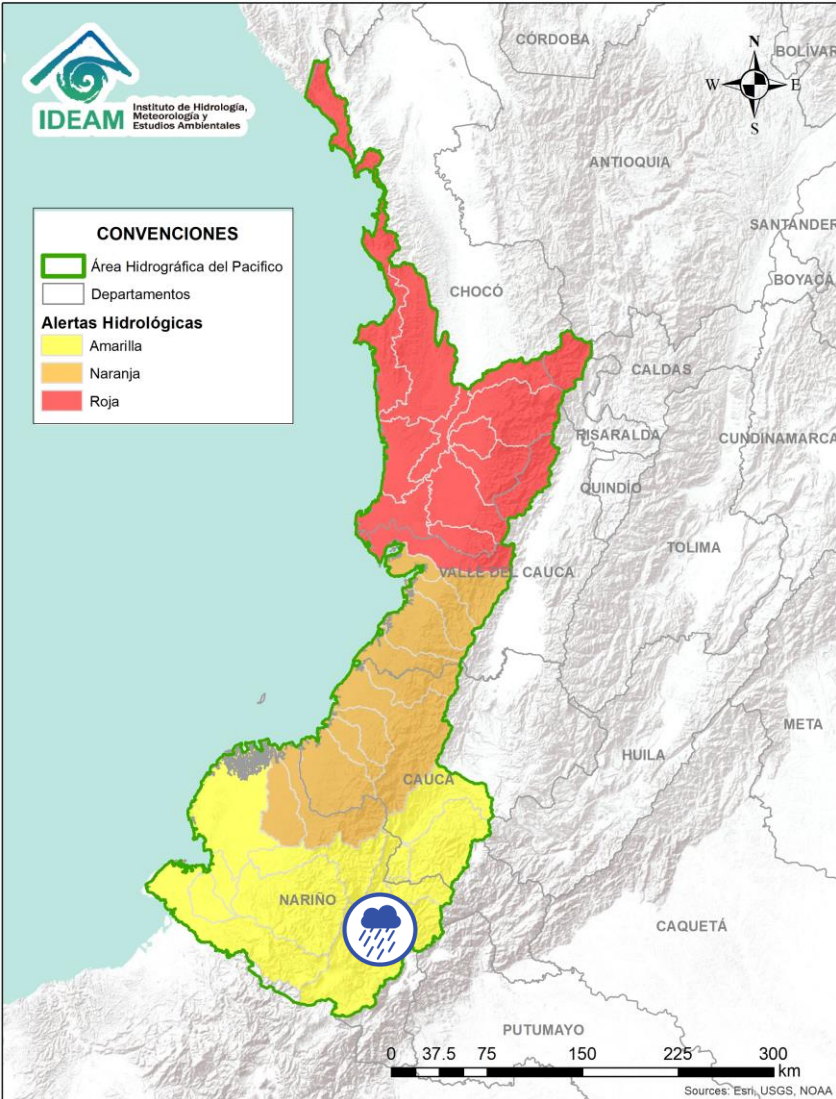 IDEAM
Instituto de Hidrología,
Meteorología y
Estudios Ambientales
N
W
E
S
CÓRDOBA
BOLÍVAR
ANTIOQUIA
SANTANDER
BOYACÁ
CHOCÓ
CALDAS
RISARALDA
CUNDINAMARCA
QUINDÍO
TOLIMA
VALLE DEL CAUCA
META
HUILA
CAUCA
NARIÑO
CAQUETÁ
PUTUMAYO
CONVENCIONES
Área Hidrográfica del Pacifico
Departamentos
Alertas Hidrológicas
Amarilla
Naranja
Roja
0 37.5 75 150 225 300
km
Sources: Esri, USGS, NOAA